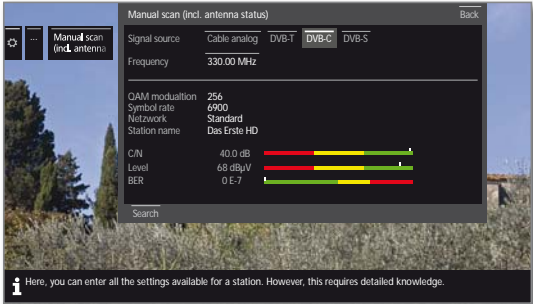 Manual scan (incl. antenna status)
Back
...
Manual scan
(incl. antenna
Signal source Cable analog DVB-T DVB-C DVB-S
Frequency 330.00 MHz
QAM modualtion 256
Symbol rate 6900
Netzwork Standard
Station name Das Erste HD
C/N 40.0 dB
Level 68 dBµV
BER 0 E-7
Search
i Here, you can enter all the settings available for a station. However, this requires detailed knowledge.